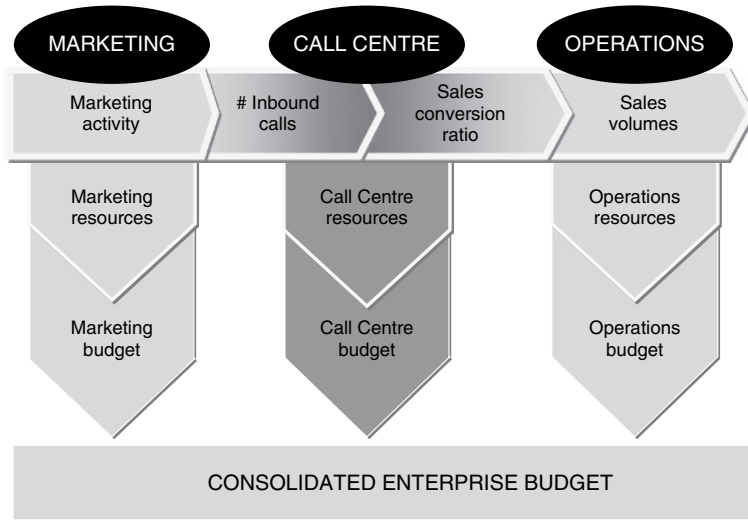 MARKETING
CALL CENTRE
OPERATIONS
Marketing
activity
# Inbound
calls
Sales
conversion
ratio
Sales
volumes
Marketing
resources
Call Centre
resources
Operations
resources
Marketing
budget
Call Centre
budget
Operations
budget
CONSOLIDATED ENTERPRISE BUDGET